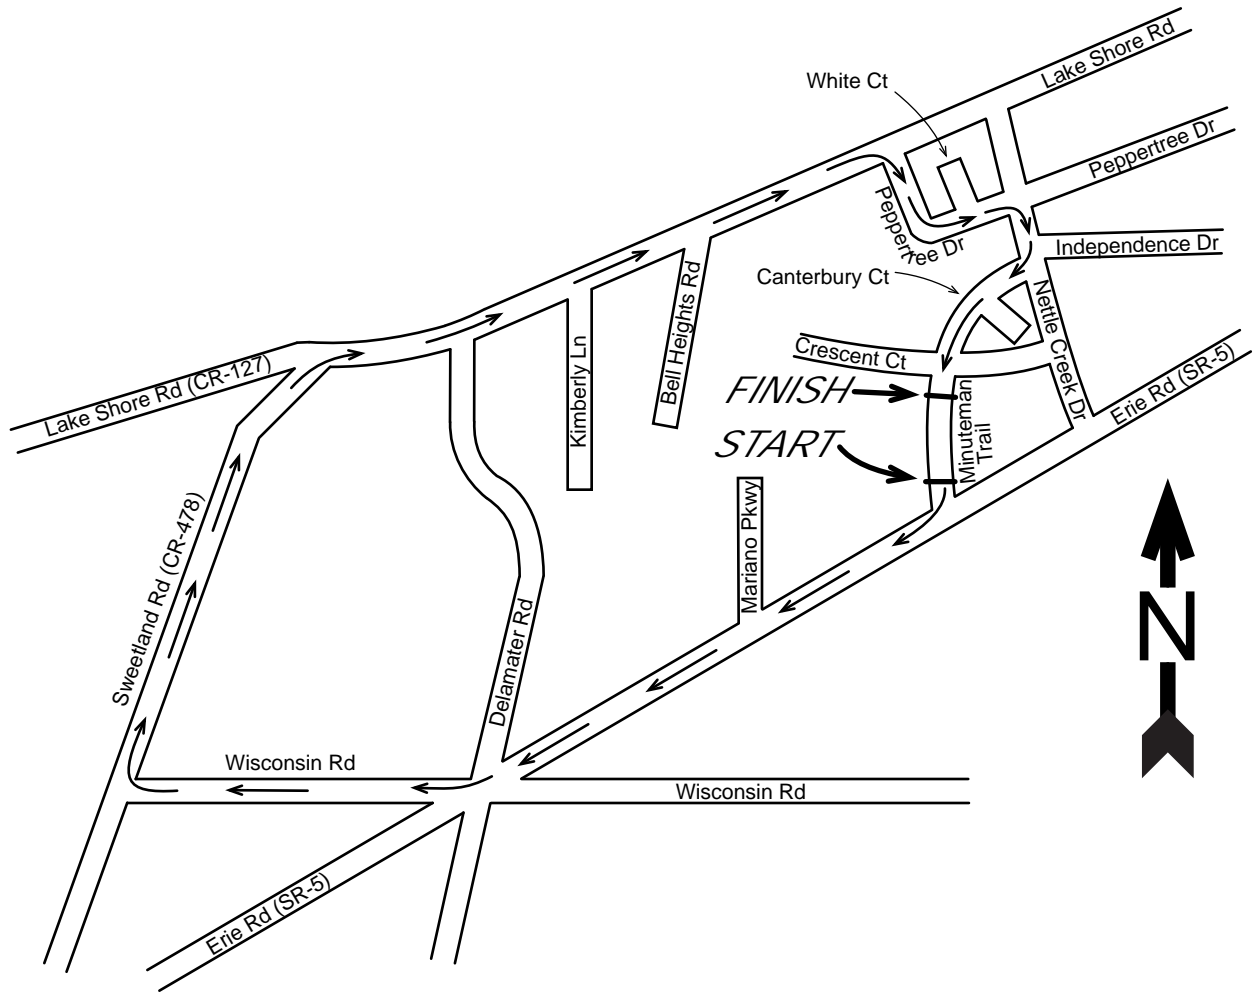 Lake Shore Rd
White Ct
Peppertree Dr
Peppertree Dr
Independence Dr
Canterbury Ct
Nettle Creek Dr
Bell Heights Rd
Kimberly Ln
Crescent Ct
Lake Shore Rd (CR-127)
Erie Rd (SR-5)
FINISH
START
Minuteman
Trail
Mariano Pkwy
Sweetland Rd (CR-478)
Delamater Rd
N
Wisconsin Rd
Wisconsin Rd
Erie Rd (SR-5)